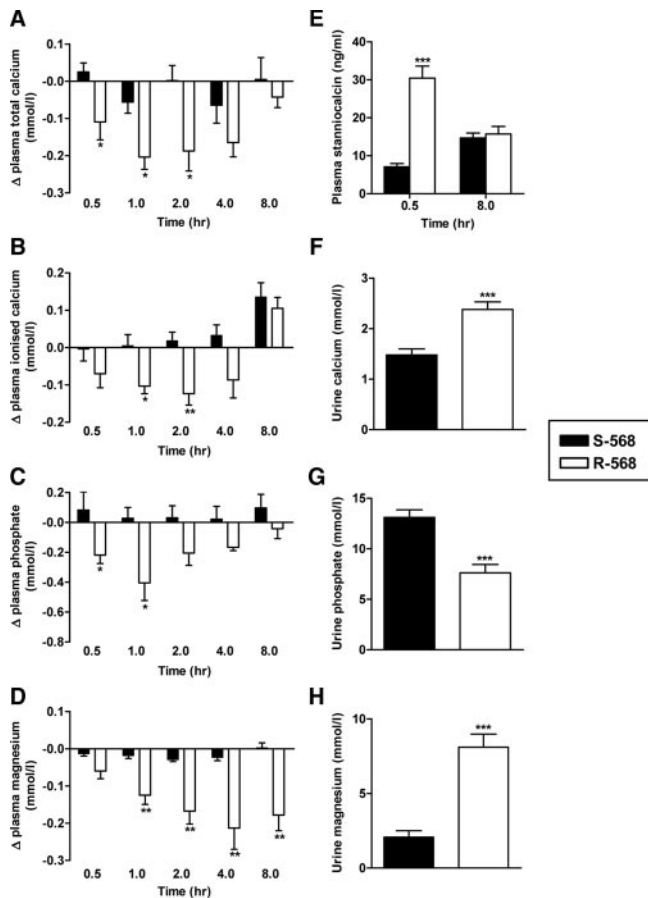 A
Δ plasma total calcium
(mmol/l)
0.1
-0.0
-0.1
-0.2
-0.3
*
*
*
0.5 1.0 2.0 4.0 8.0
Time (hr)
B
Δ plasma ionised calcium
(mmol/l)
0.2
0.1
-0.0
-0.1
-0.2
*
**
0.5 1.0 2.0 4.0 8.0
Time (hr)
C
Δ plasma phosphate
(mmol/l)
0.2
-0.0
-0.2
-0.4
-0.6
-0.8
*
*
0.5 1.0 2.0 4.0 8.0
Time (hr)
D
Δ plasma magnesium
(mmol/l)
0.1
-0.0
-0.1
-0.2
-0.3
**
**
**
**
0.5 1.0 2.0 4.0 8.0
Time (hr)
E
Plasma stanniocalcin (ng/ml)
40
30
20
10
0
***
0.5 8.0
Time (hr)
F
Urine calcium (mmol/l)
3
2
1
0
***
G
Urine phosphate (mmol/l)
15
10
5
0
***
H
Urine magnesium (mmol/l)
10
5
0
***
S-568
R-568